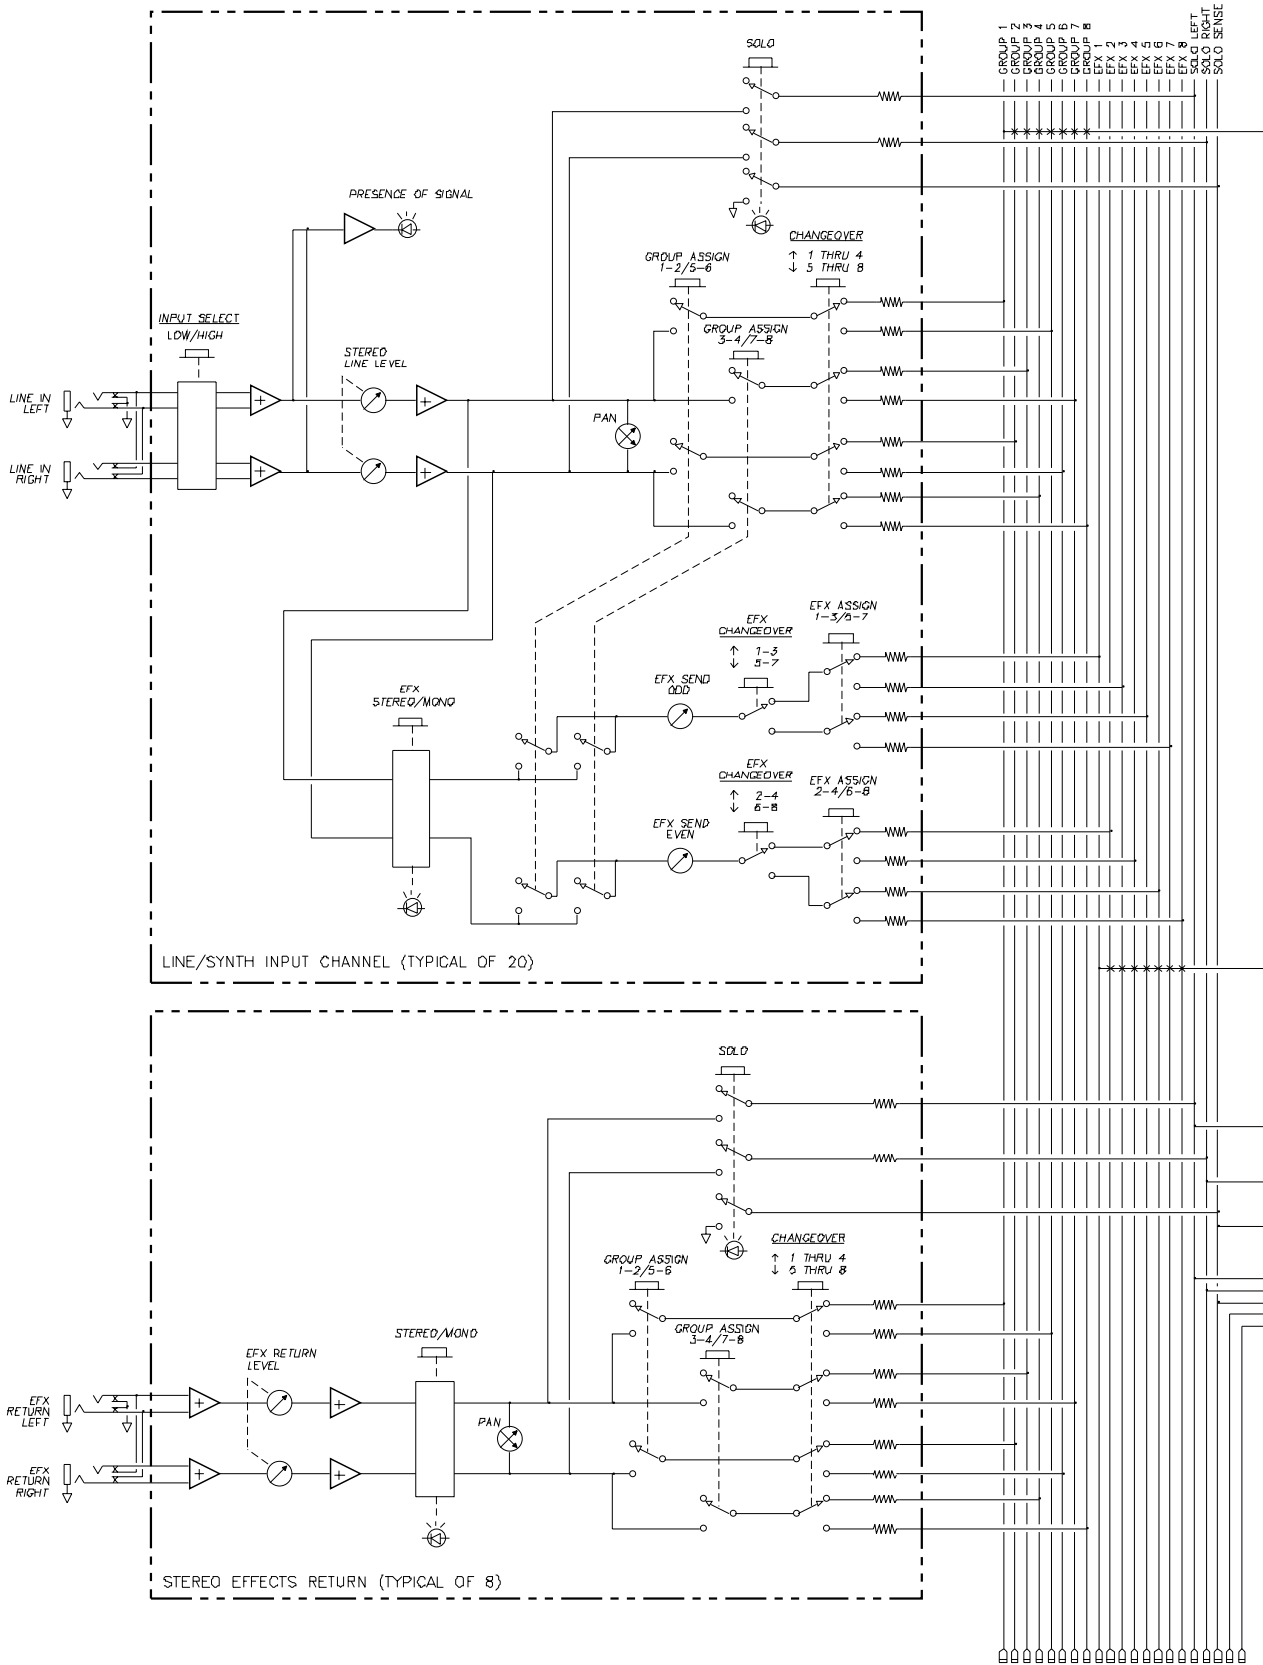 GROUP 1
GROUP 2
GROUP 3
GROUP 4
GROUP 5
GROUP 6
GROUP 7
GROUP 8
EFX 1
EFX 2
EFX 3
EFX 4
EFX 5
EFX 6
EFX 7
EFX 8
SOLO LEFT
SOLO RIGHT
SOLO SENSE
SOLO
PRESENCE OF SIGNAL
CHANGEOVER
↑ 1 THRU 4
↓ 5 THRU 8
GROUP ASSIGN
1-2/5-6
GROUP ASSIGN
3-4/7-8
INPUT SELECT
LOW/HIGH
STEREO
LINE LEVEL
LINE IN
LEFT
PAN
LINE IN
RIGHT
EFX ASSIGN
1-3/5-7
EFX
CHANGEOVER
↑ 1-3
↓ 5-7
EFX SEND
ODD
EFX
STEREO/MONO
EFX
CHANGEOVER
↑ 2-4
↓ 6-8
EFX ASSIGN
2-4/6-8
EFX SEND
EVEN
LINE/SYNTH INPUT CHANNEL (TYPICAL OF 20)
SOLO
CHANGEOVER
↑ 1 THRU 4
↓ 5 THRU 8
GROUP ASSIGN
1-2/5-6
GROUP ASSIGN
3-4/7-8
STEREO/MONO
EFX RETURN
LEVEL
EFX
RETURN
LEFT
PAN
EFX
RETURN
RIGHT
STEREO EFFECTS RETURN (TYPICAL OF 8)